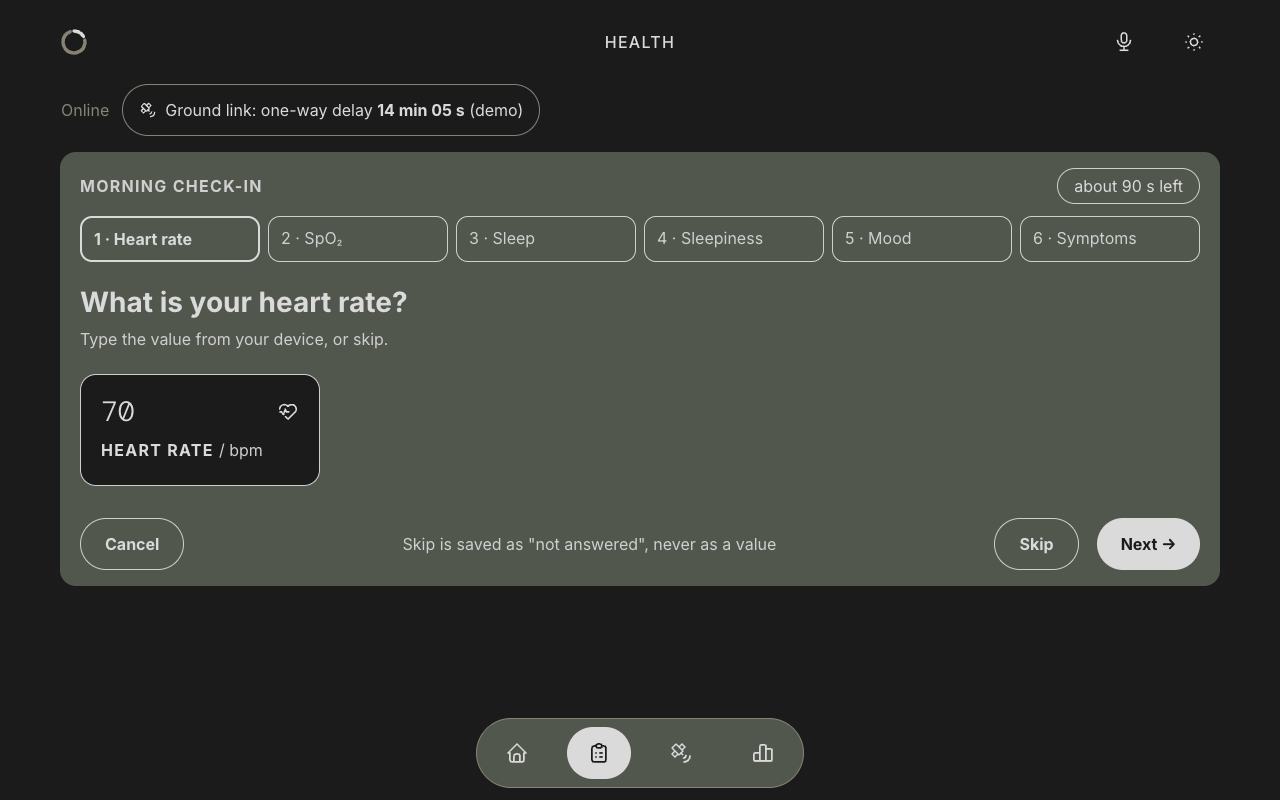 HEALTH
Online
Ground link: one-way delay 14 min 05 s (demo)
MORNING CHECK-IN
about 90 s left
1 · Heart rate
2 · SpO₂
3 · Sleep
4 · Sleepiness
5 · Mood
6 · Symptoms
What is your heart rate?
Type the value from your device, or skip.
70
HEART RATE / bpm
Cancel
Skip is saved as "not answered", never as a value
Skip
Next →